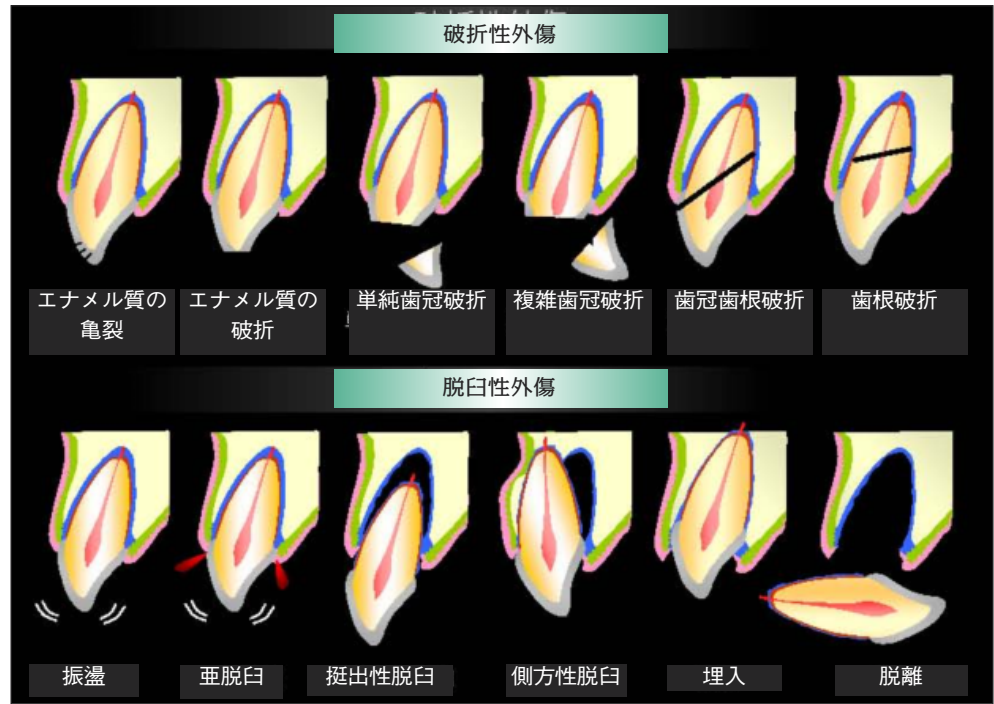 破折性外傷
エナメル質の
亀裂
エナメル質の
破折
単純歯冠破折
複雑歯冠破折
歯冠歯根破折
歯根破折
脱臼性外傷
振盪
亜脱臼
挺出性脱臼
側方性脱臼
埋入
脱離